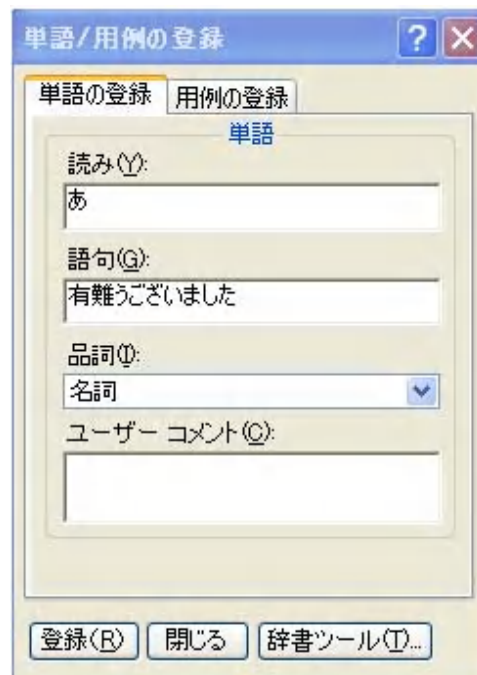 単語/用例の登録
単語の登録 用例の登録
単語
読み(Y):
あ
語句(G):
有難うございました
品詞(I):
名詞
ユーザー コメント(C):
登録(R) 閉じる 辞書ツール(T)...